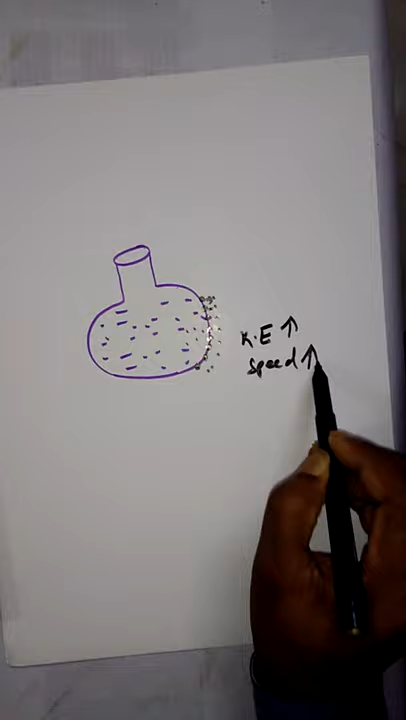 K.E ↑
speed ↑